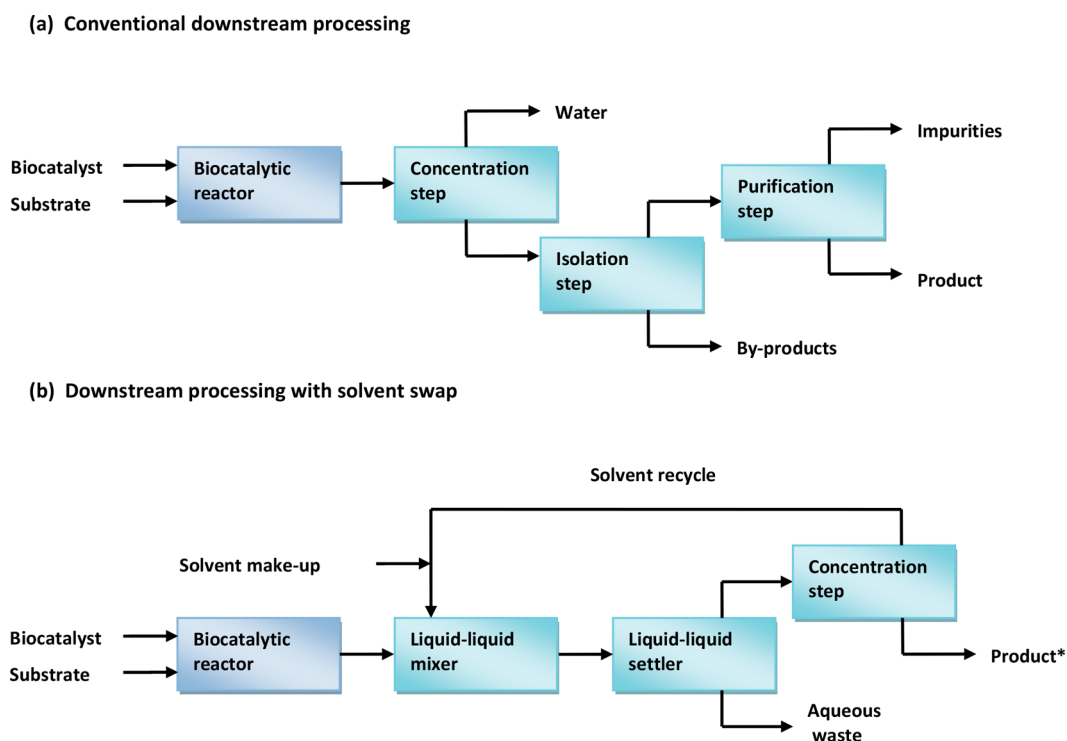 (a) Conventional downstream processing
Water
Impurities
Biocatalyst
Substrate
Biocatalytic
reactor
Concentration
step
Purification
step
Isolation
step
Product
By-products
(b) Downstream processing with solvent swap
Solvent recycle
Solvent make-up
Concentration
step
Biocatalyst
Substrate
Biocatalytic
reactor
Liquid-liquid
mixer
Liquid-liquid
settler
Product*
Aqueous
waste